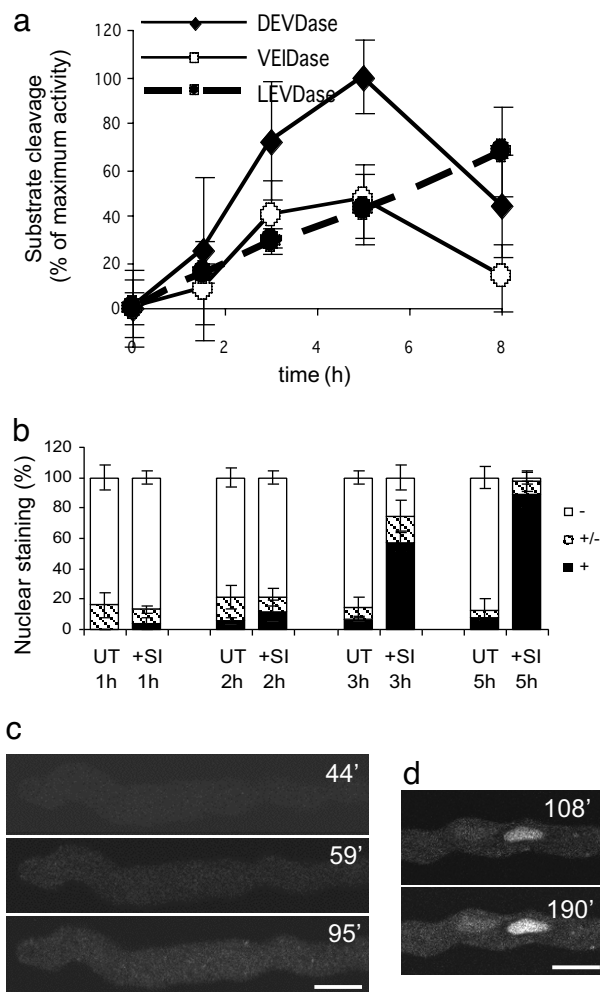 a
DEVDase
VEIDase
LEVDase
Substrate cleavage
(% of maximum activity)
120
100
80
60
40
20
0
0 2 4 6 8
time (h)
b
Nuclear staining (%)
120
100
80
60
40
20
0
UT +SI UT +SI UT +SI UT +SI
1h 1h 2h 2h 3h 3h 5h 5h
-
+/-
+
c
44’
59’
95’
d
108’
190’